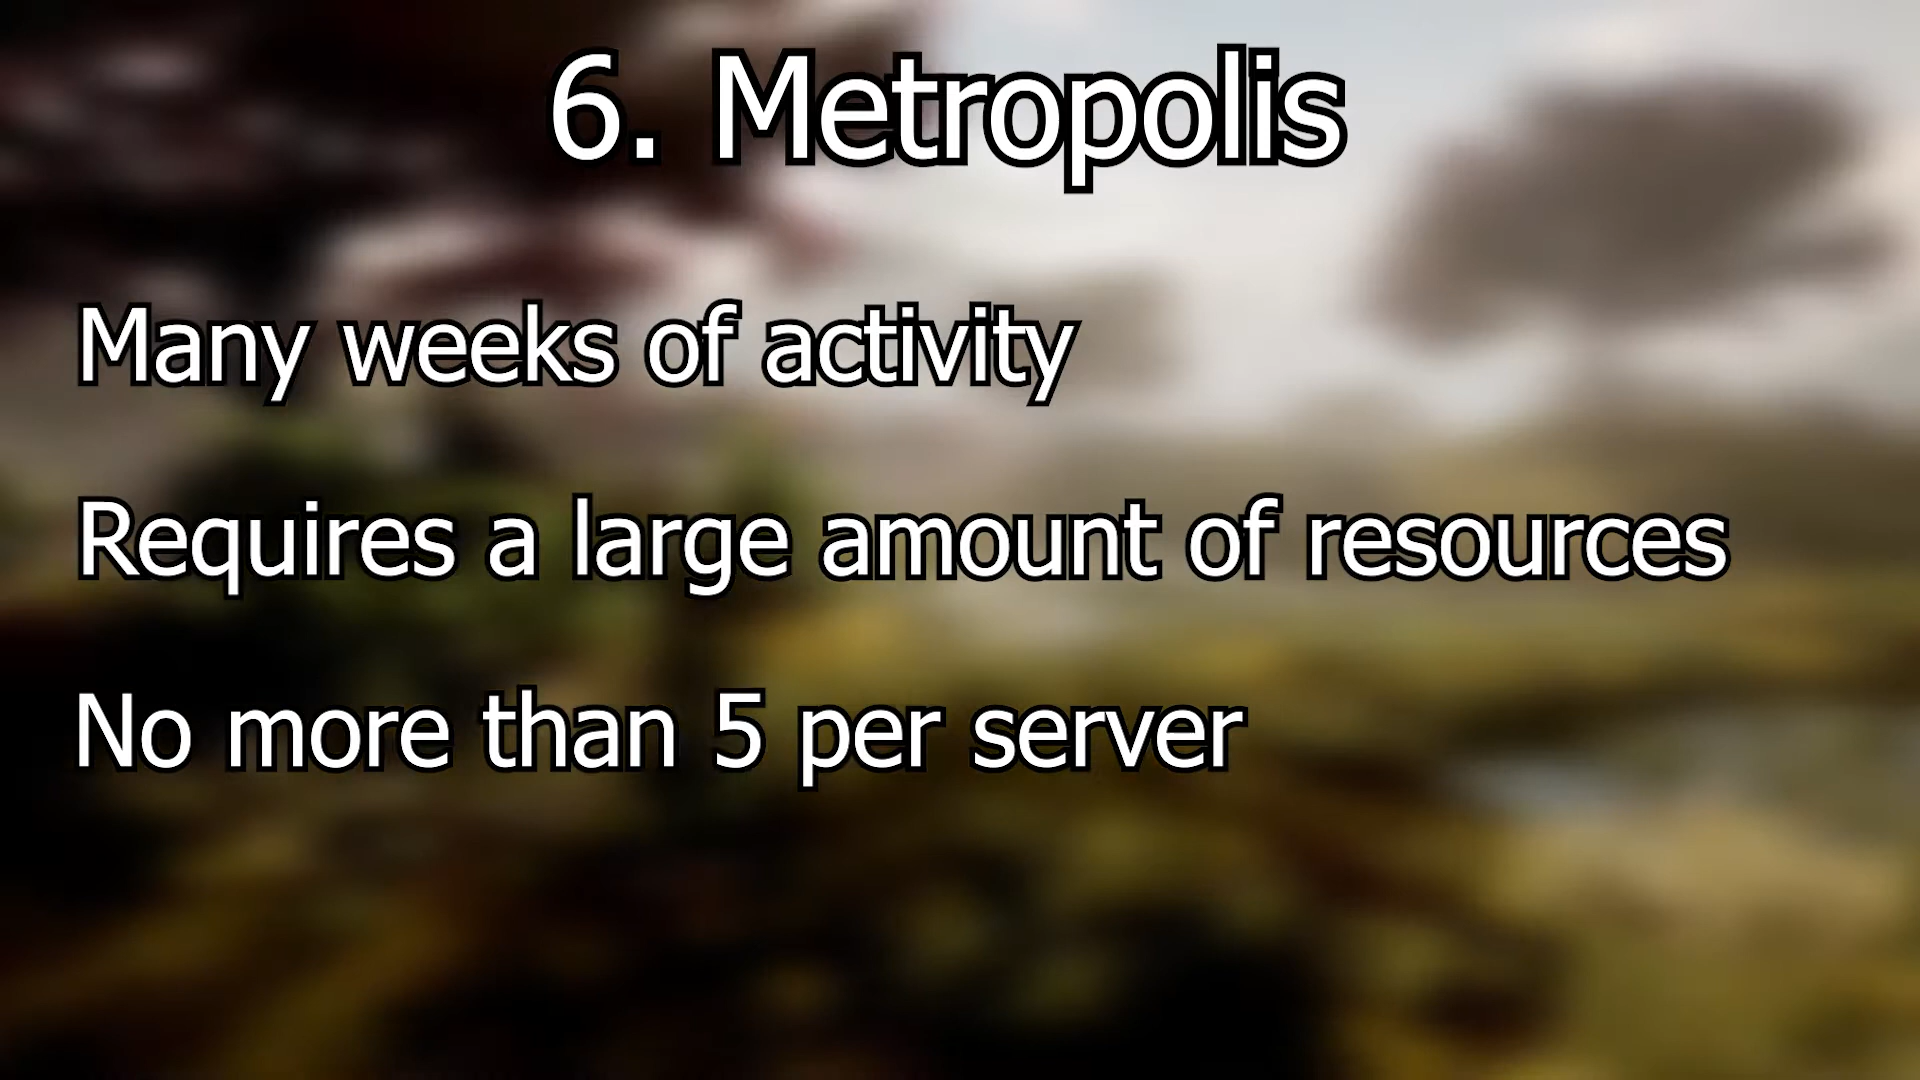 6. Metropolis
Many weeks of activity
Requires a large amount of resources
No more than 5 per server